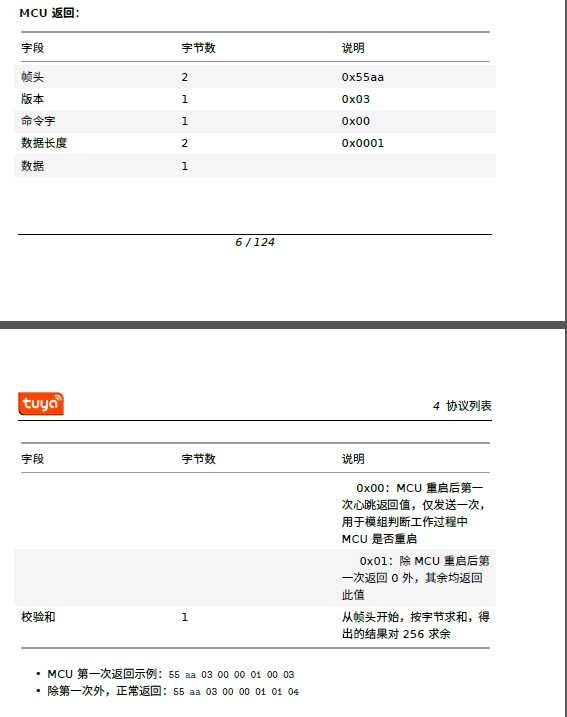 MCU 返回：
字段 字节数 说明
帧头 2 0x55aa
版本 1 0x03
命令字 1 0x00
数据长度 2 0x0001
数据 1
6 / 124
tuya
4 协议列表
字段 字节数 说明
0x00：MCU 重启后第一
次心跳返回值，仅发送一次，
用于模组判断工作过程中
MCU 是否重启
0x01：除 MCU 重启后第
一次返回 0 外，其余均返回
此值
校验和 1 从帧头开始，按字节求和，得
出的结果对 256 求余
• MCU 第一次返回示例：55 aa 03 00 00 01 00 03
• 除第一次外，正常返回：55 aa 03 00 00 01 01 04